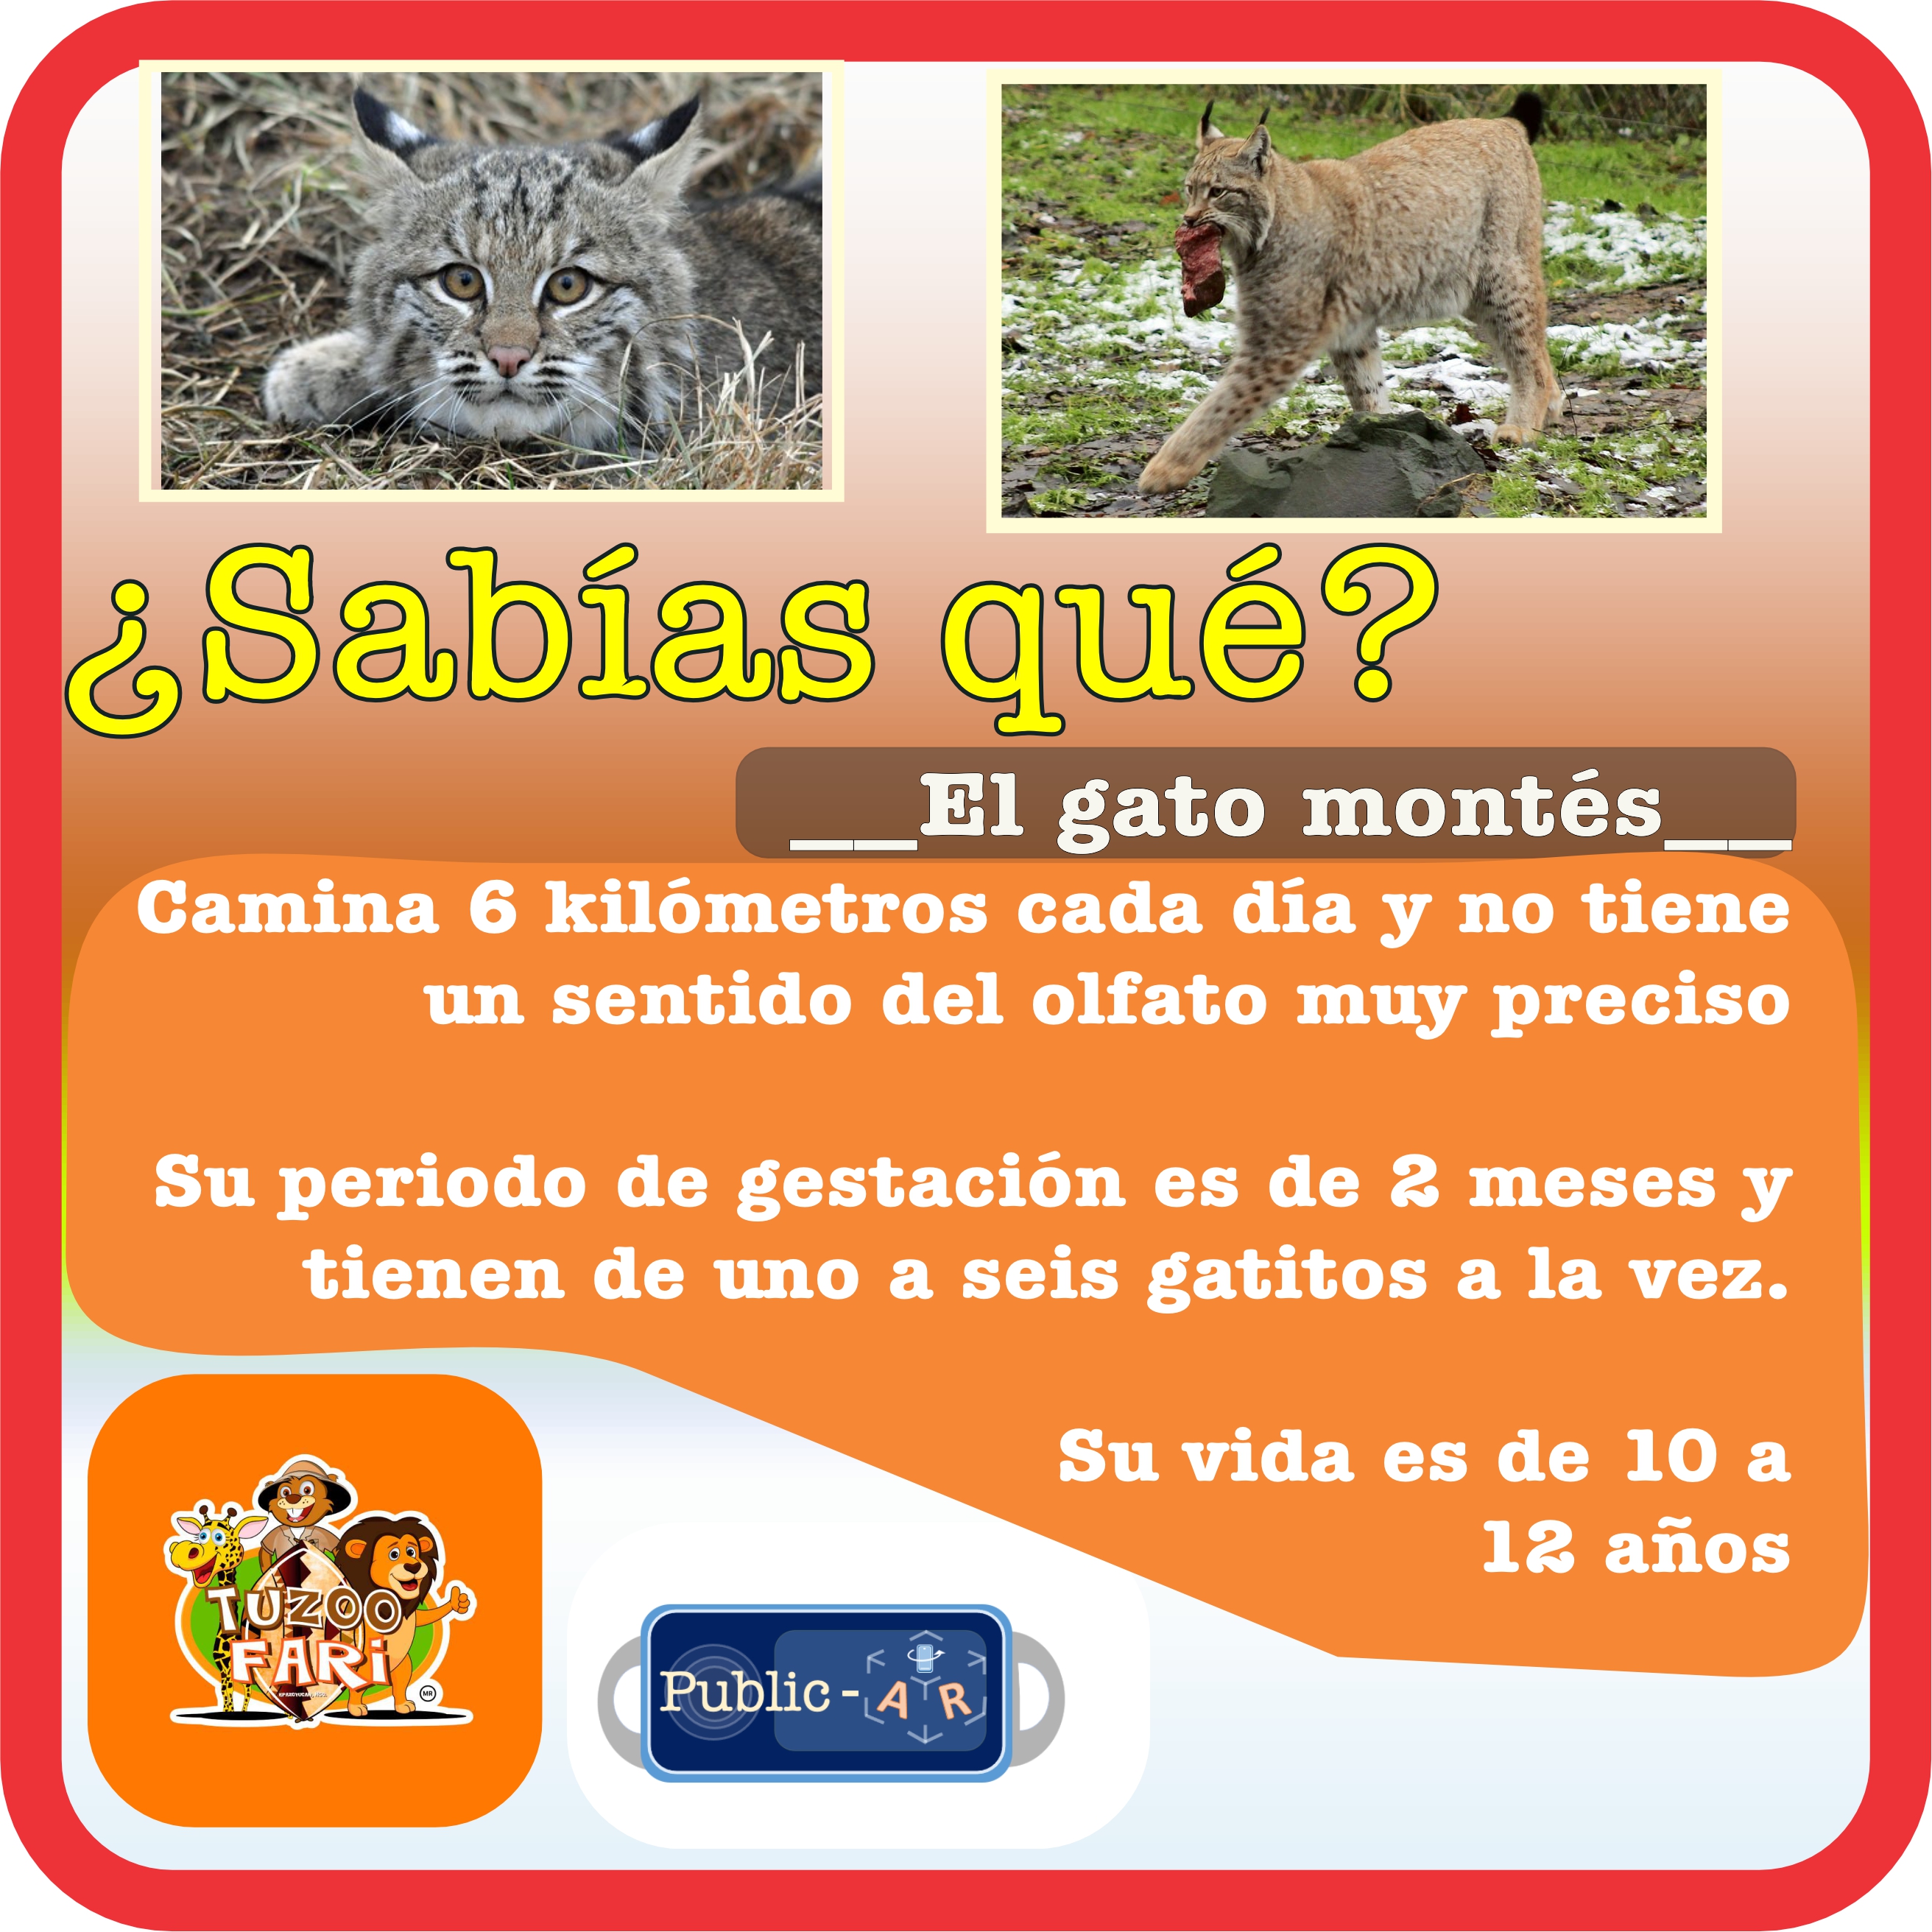 ¿Sabías qué?
__El gato montés__
Camina 6 kilómetros cada día y no tiene
un sentido del olfato muy preciso
Su periodo de gestación es de 2 meses y
tienen de uno a seis gatitos a la vez.
Su vida es de 10 a
12 años
TUZOO
FARi
MR
Public - AR